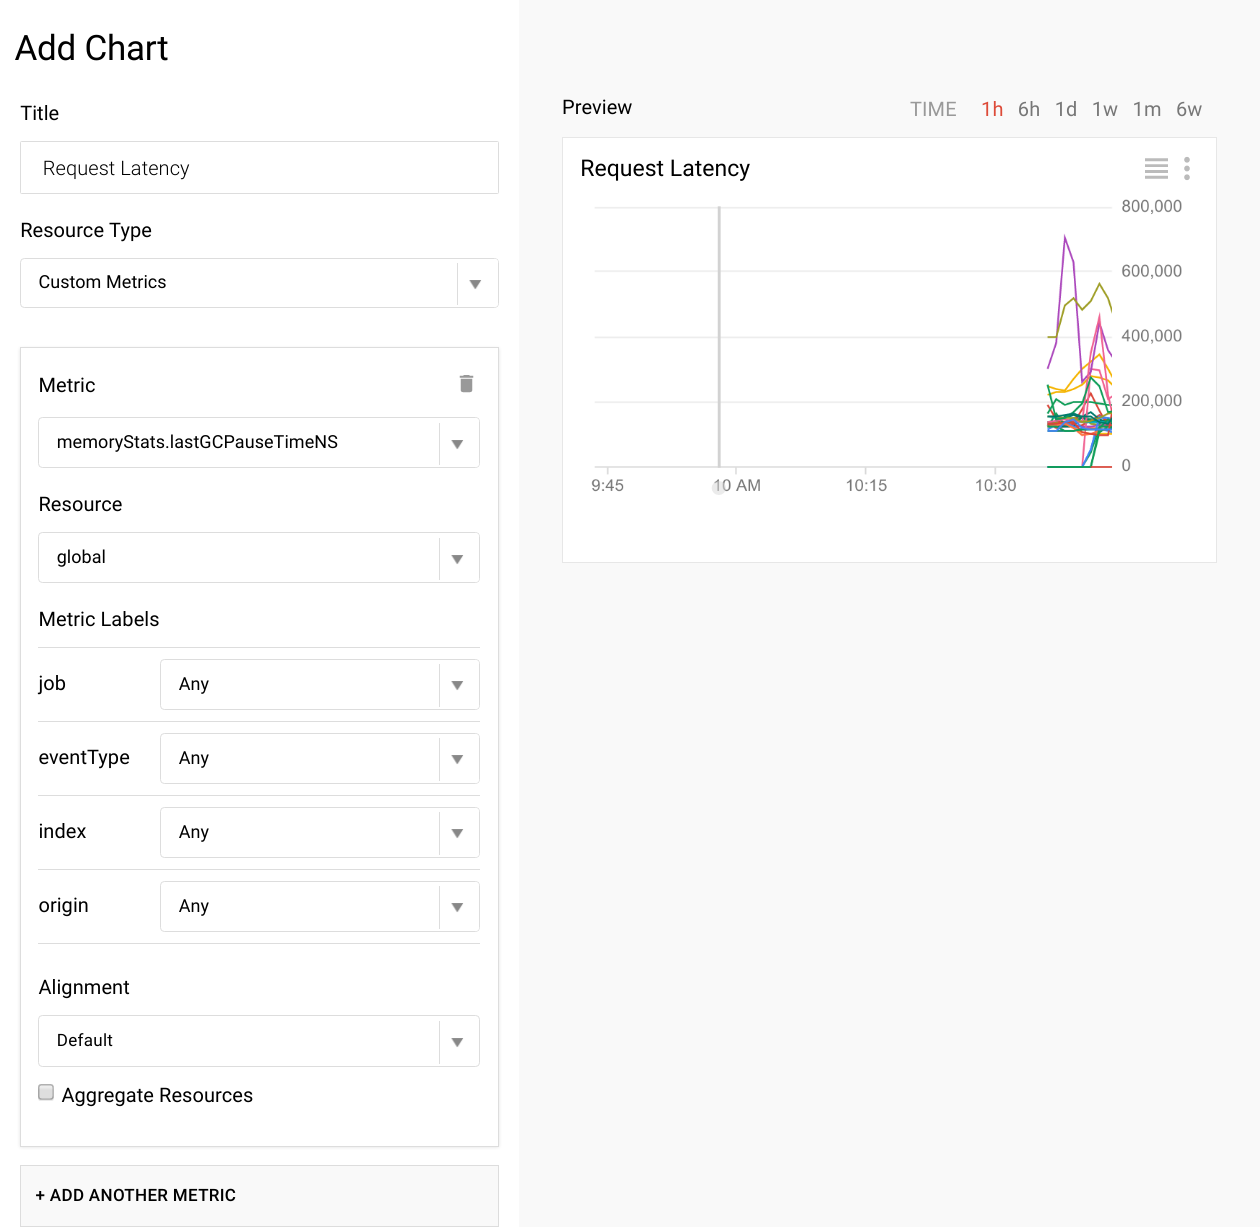 Add Chart
Title
Request Latency
Resource Type
Custom Metrics
Metric
memoryStats.lastGCPauseTimeNS
Resource
global
Metric Labels
job Any
eventType Any
index Any
origin Any
Alignment
Default
Aggregate Resources
+ ADD ANOTHER METRIC
Preview TIME 1h 6h 1d 1w 1m 6w
Request Latency
800,000
600,000
400,000
200,000
0
9:45 10 AM 10:15 10:30